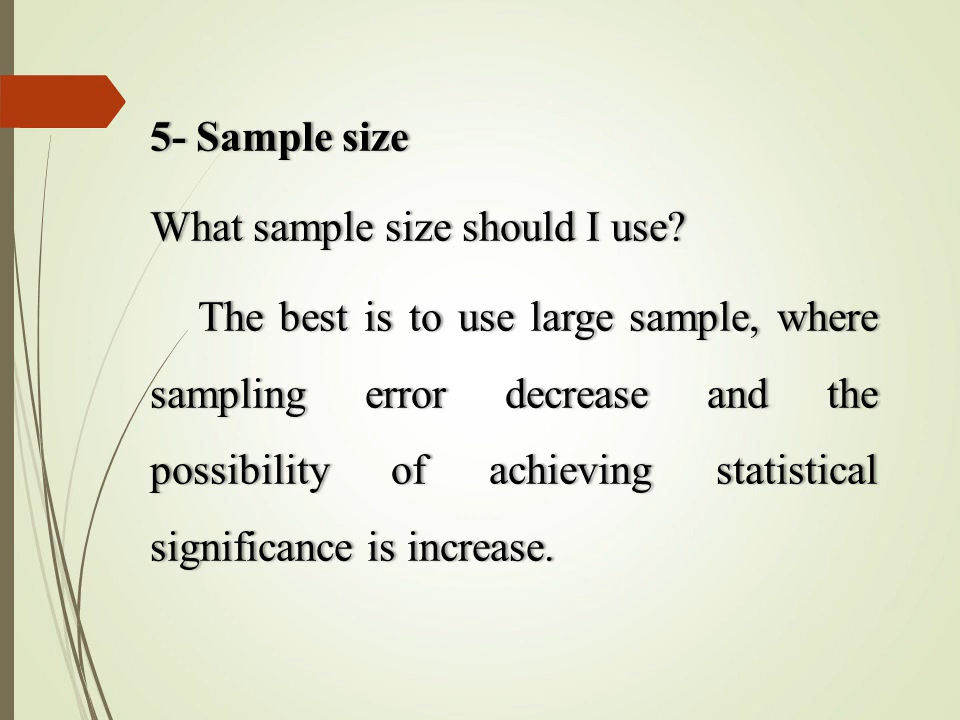 5- Sample size
What sample size should I use?
The best is to use large sample, where
sampling error decrease and the
possibility of achieving statistical
significance is increase.